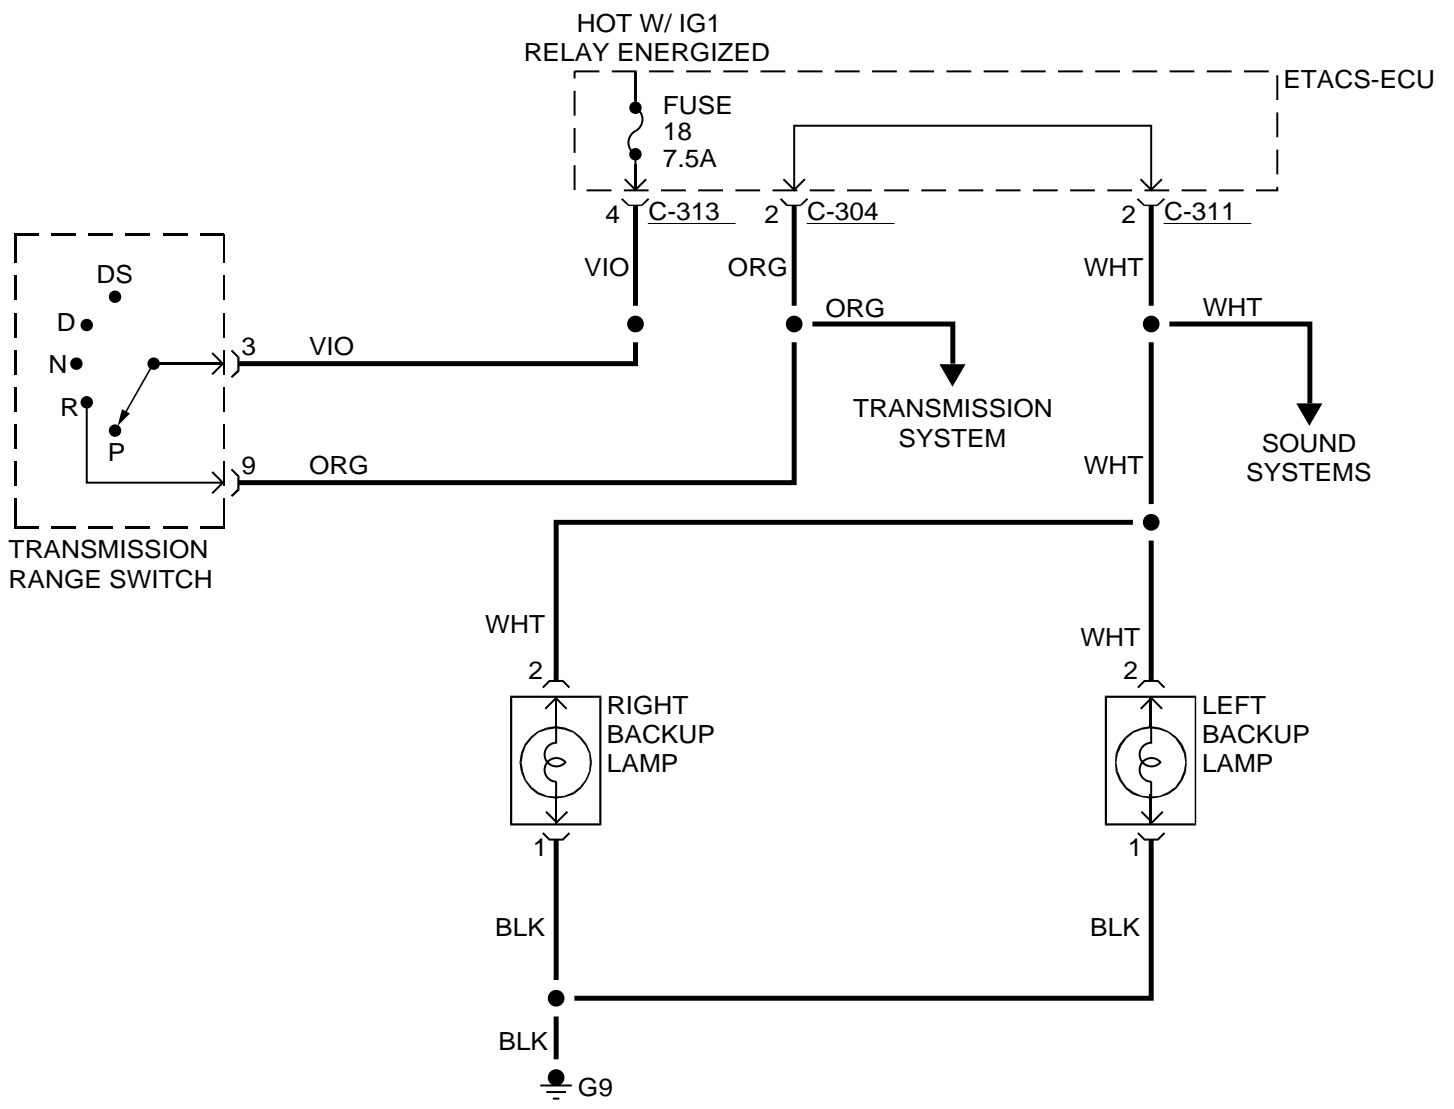 HOT W/ IG1
RELAY ENERGIZED
ETACS-ECU
FUSE
18
7.5A
4 C-313
2 C-304
2 C-311
VIO
ORG
WHT
DS
D
N
R
P
3 VIO
9 ORG
TRANSMISSION
RANGE SWITCH
ORG
TRANSMISSION
SYSTEM
WHT
SOUND
SYSTEMS
WHT
WHT
2
RIGHT
BACKUP
LAMP
1
WHT
2
LEFT
BACKUP
LAMP
1
BLK
BLK
BLK
G9